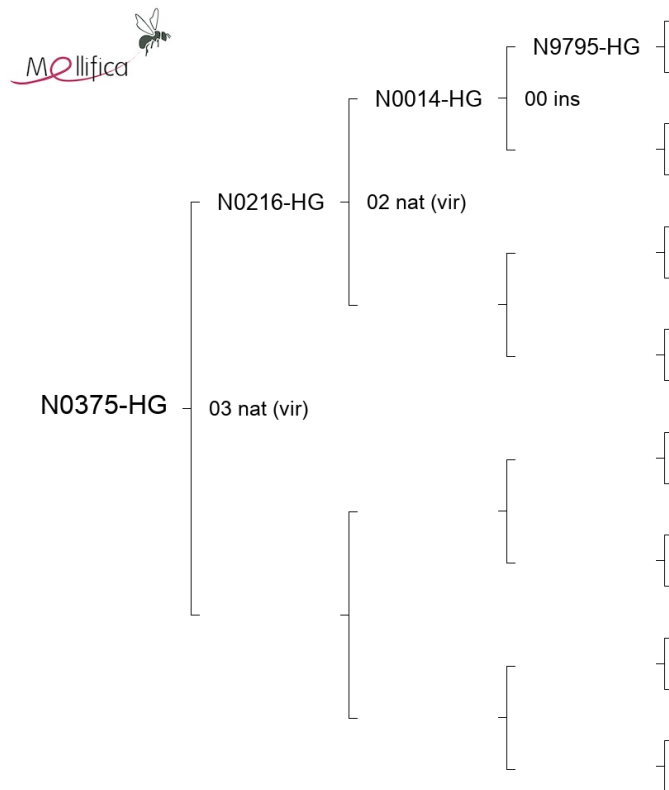 Mellifica
N9795-HG
N0014-HG
00 ins
N0216-HG
02 nat (vir)
N0375-HG
03 nat (vir)